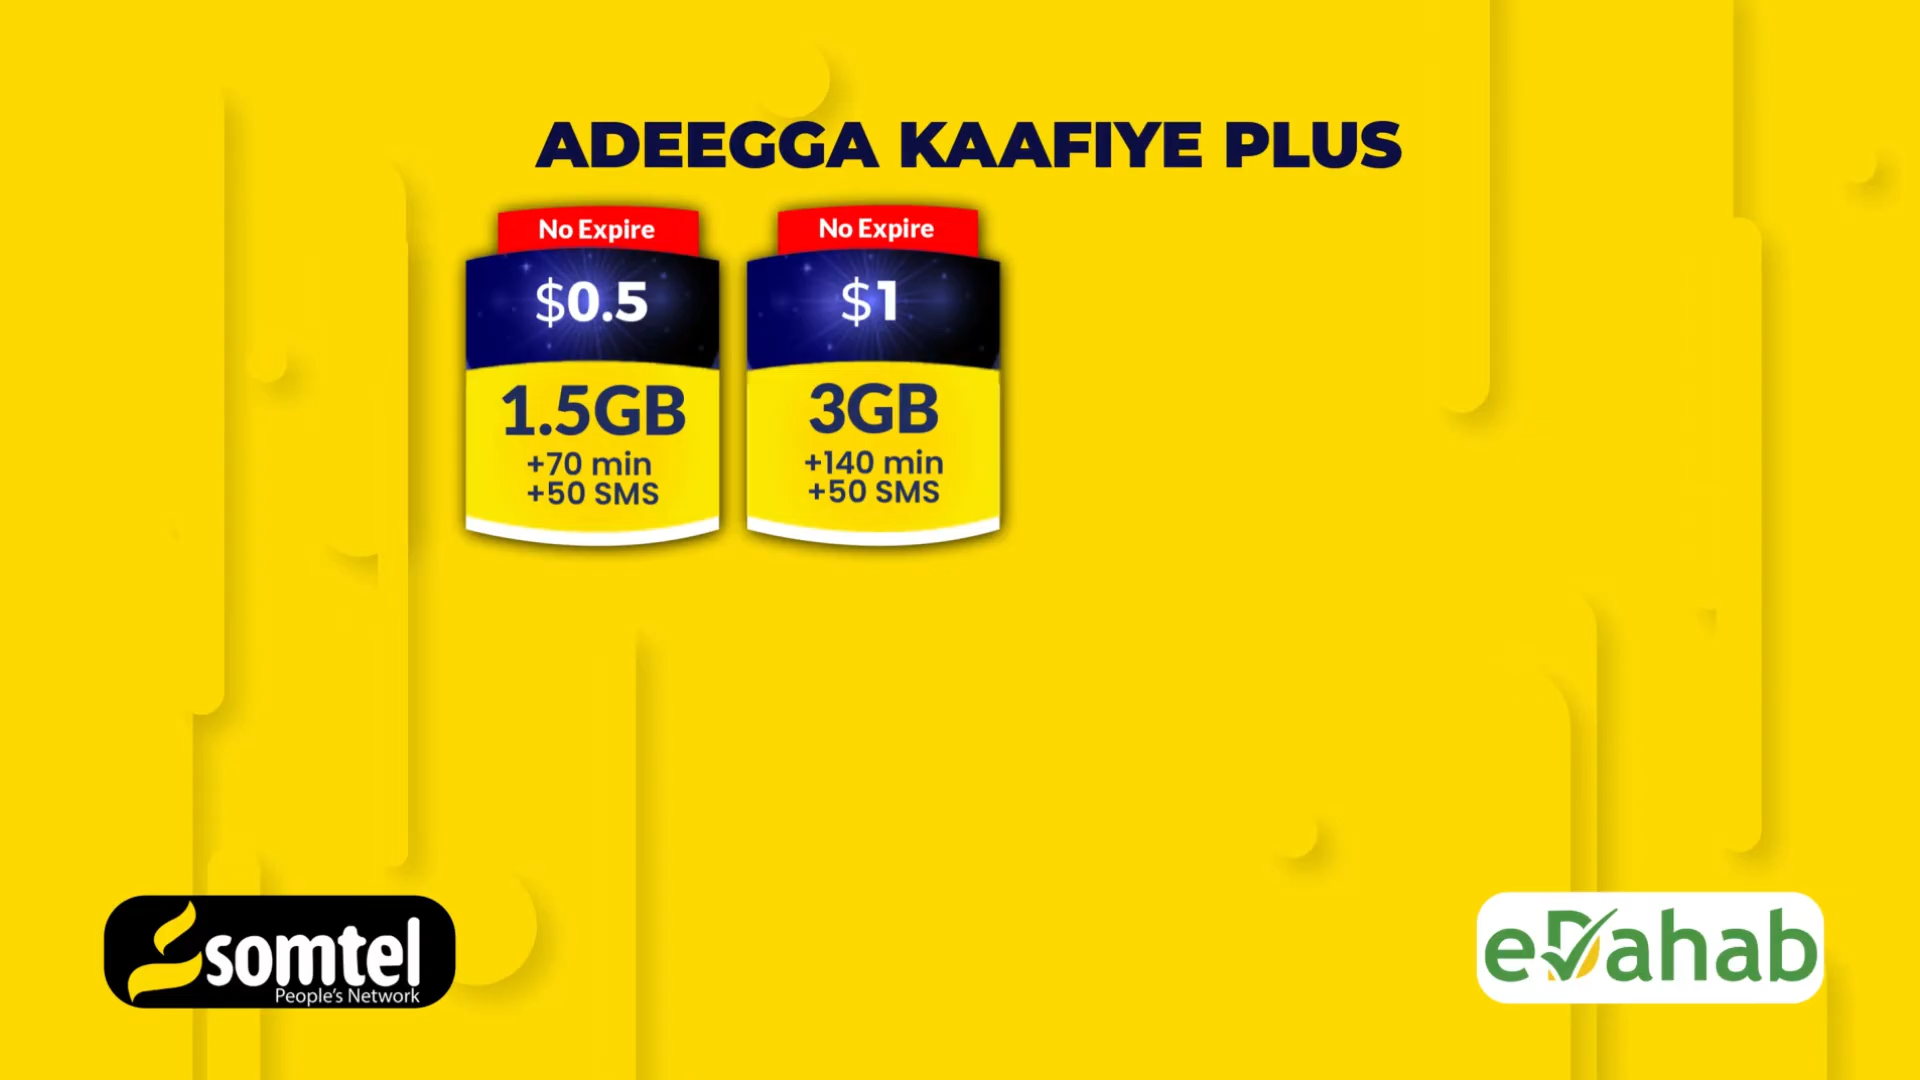 ADEEGGA KAAFIYE PLUS
No Expire
$0.5
1.5GB
+70 min
+50 SMS
No Expire
$1
3GB
+140 min
+50 SMS
somtel
People's Network
eDahab